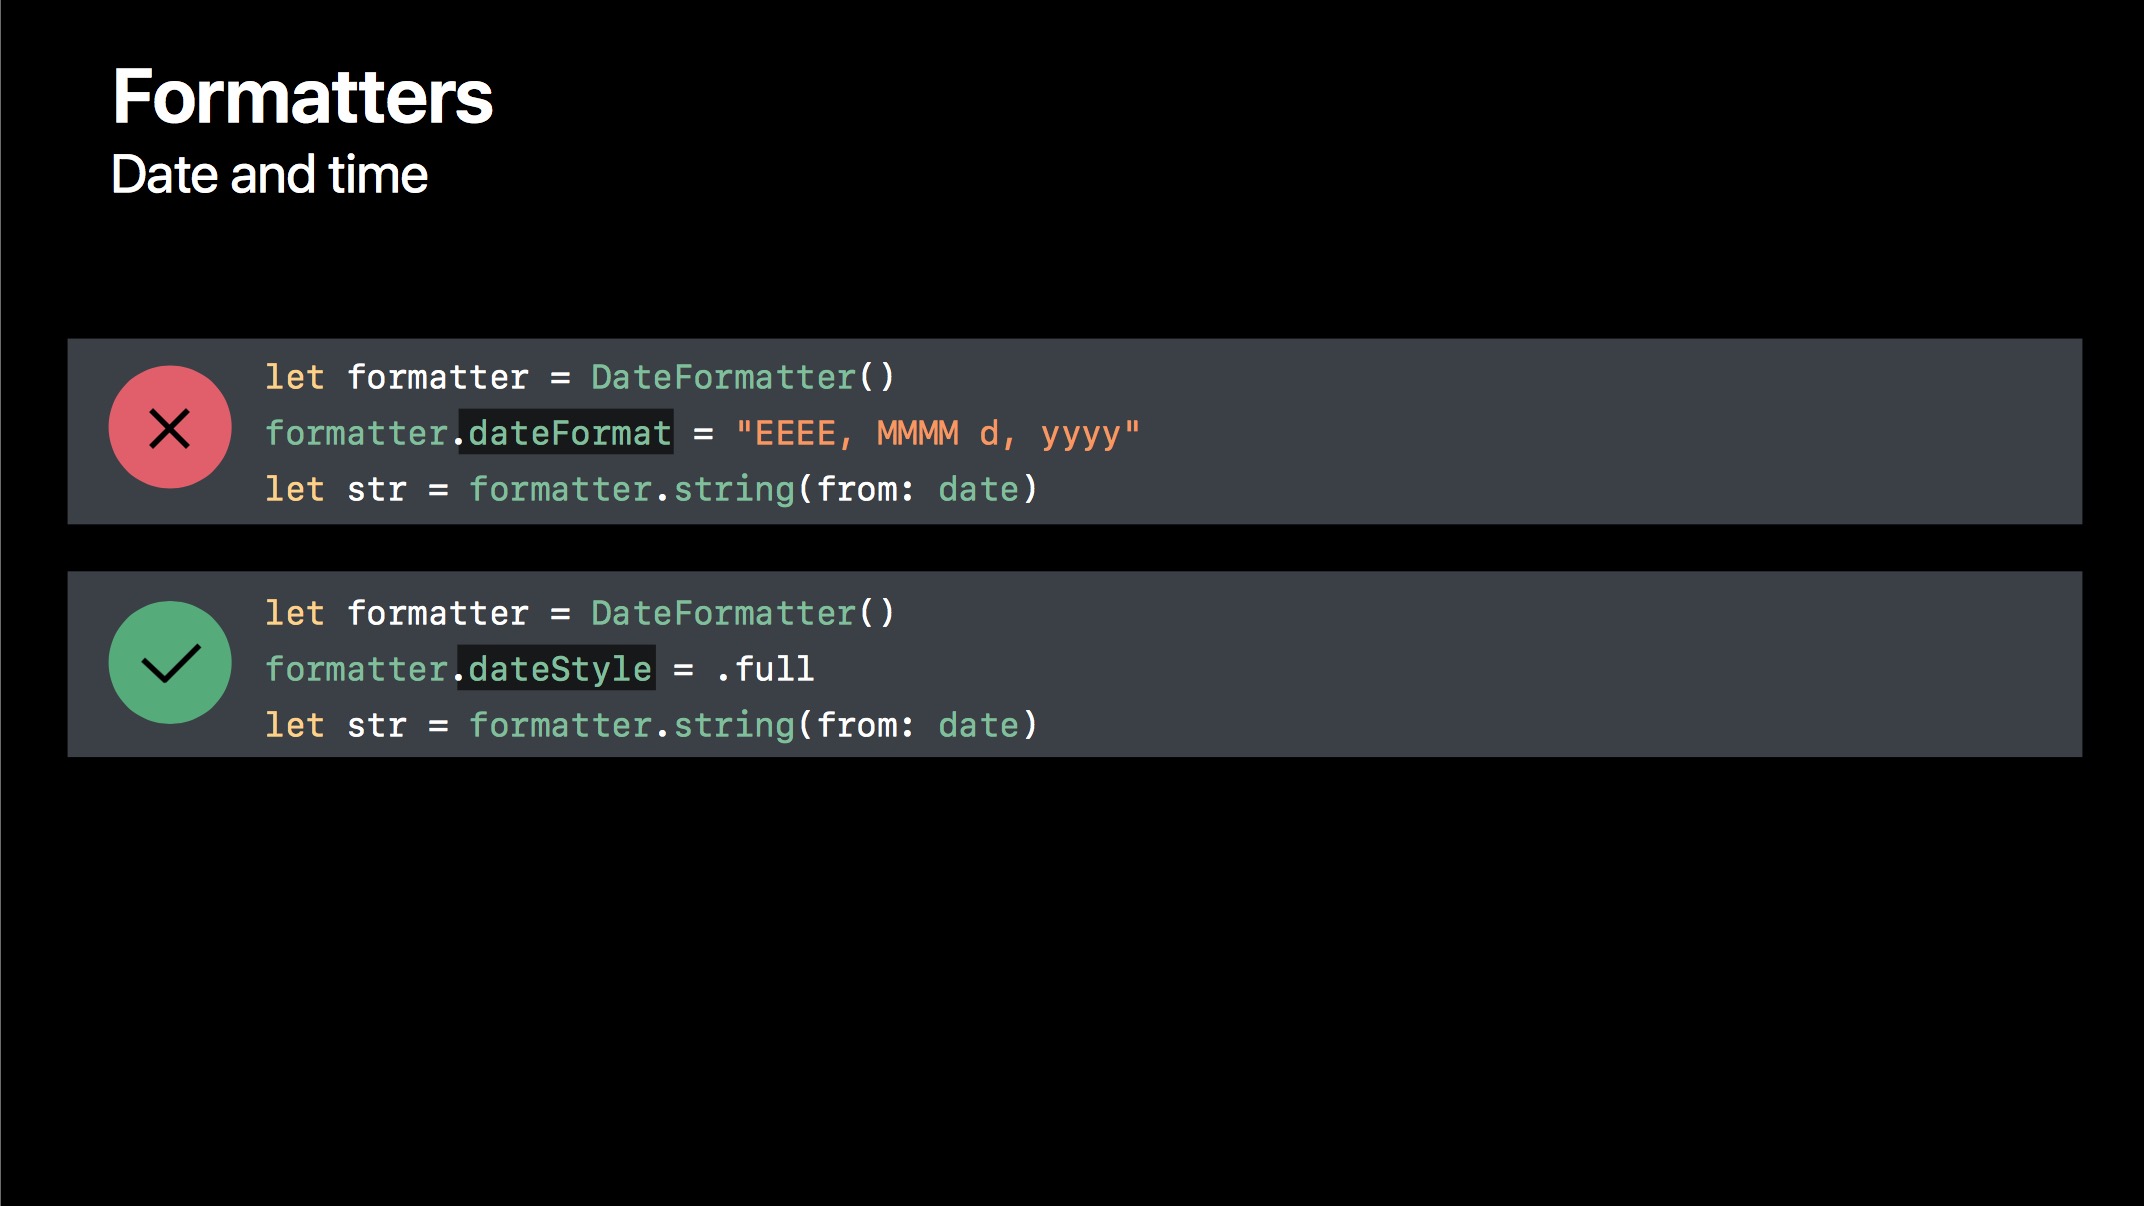 Formatters
Date and time
let formatter = DateFormatter()
formatter.dateFormat = "EEEE, MMMM d, yyyy"
let str = formatter.string(from: date)
let formatter = DateFormatter()
formatter.dateStyle = .full
let str = formatter.string(from: date)